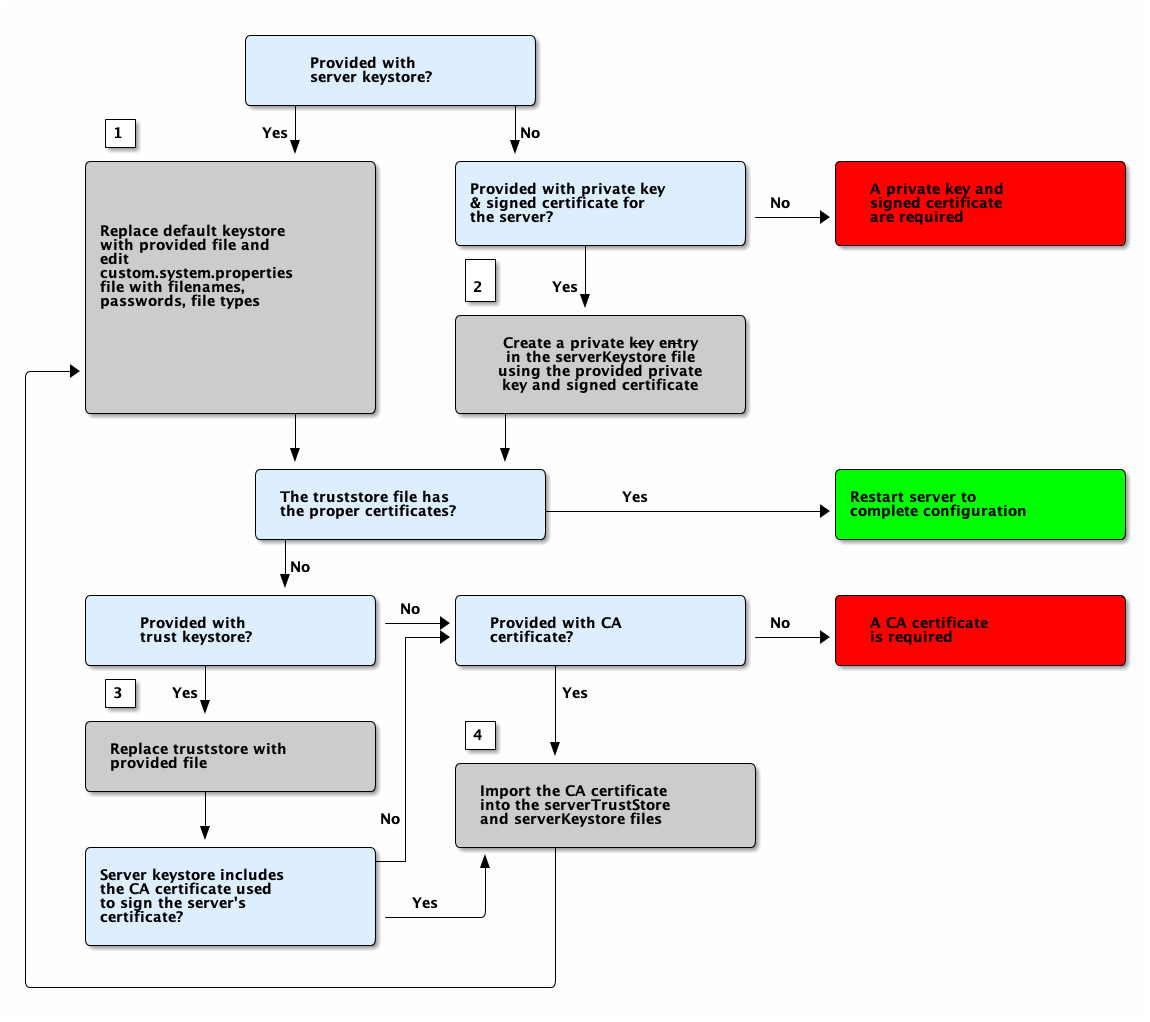 Provided with
server keystore?
Yes
No
1
Replace default keystore
with provided file and
edit
custom.system.properties
file with filenames,
passwords, file types
Provided with private key
& signed certificate for
the server?
No
A private key and
signed certificate
are required
2
Yes
Create a private key entry
in the serverKeystore file
using the provided private
key and signed certificate
The truststore file has
the proper certificates?
Yes
Restart server to
complete configuration
No
Provided with
trust keystore?
No
Provided with CA
certificate?
No
A CA certificate
is required
3
Yes
Yes
Replace truststore with
provided file
4
Import the CA certificate
into the serverTrustStore
and serverKeystore files
No
Server keystore includes
the CA certificate used
to sign the server's
certificate?
Yes